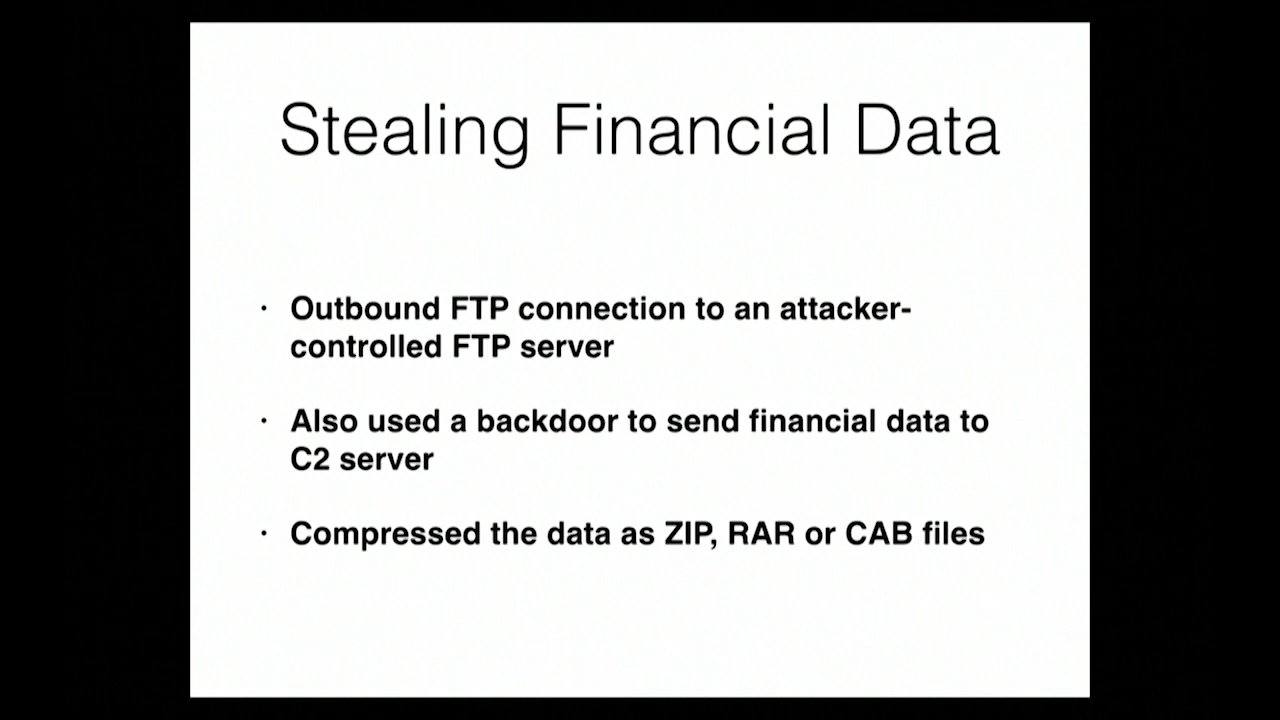 Stealing Financial Data
· Outbound FTP connection to an attacker-
controlled FTP server
· Also used a backdoor to send financial data to
C2 server
· Compressed the data as ZIP, RAR or CAB files